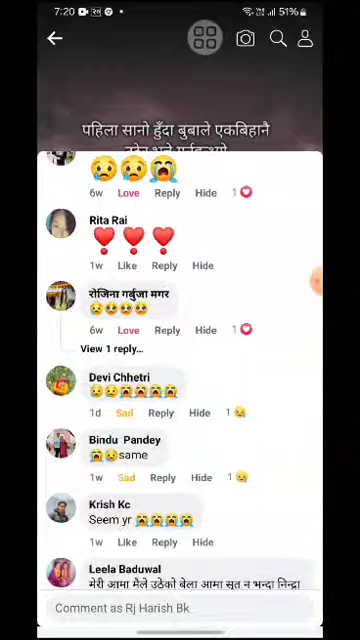 7:20
51%
पहिला सानो हुँदा बुबाले एकबिहानै
6w Love Reply Hide 1
Rita Rai
1w Like Reply Hide
रोजिना गर्बुजा मगर
6w Love Reply Hide 1
View 1 reply...
Devi Chhetri
1d Sad Reply Hide 1
Bindu Pandey
😭😥same
1w Sad Reply Hide 1
Krish Kc
Seem yr 😭😭😭😭
1w Like Reply Hide
Leela Baduwal
मेरी आमा मैले उठेको बेला आमा सूत न भन्दा निन्द्रा
Comment as Rj Harish Bk